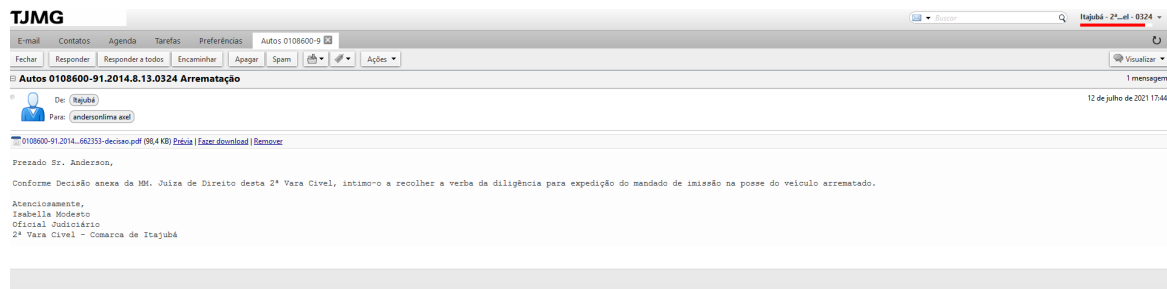 TJMG
Buscar
Itajubá - 2ª...el - 0324
E-mail Contatos Agenda Tarefas Preferências Autos 0108600-9
Fechar Responder Responder a todos Encaminhar Apagar Spam Ações Visualizar
Autos 0108600-91.2014.8.13.0324 Arrematação 1 mensagem
De: Itajubá 12 de julho de 2021 17:44
Para: andersonlima axel
0108600-91.2014...662353-decisao.pdf (98,4 KB) Prévia | Fazer download | Remover
Prezado Sr. Anderson,
Conforme Decisão anexa da MM. Juíza de Direito desta 2ª Vara Cível, intimo-o a recolher a verba da diligência para expedição do mandado de imissão na posse do veículo arrematado.
Atenciosamente,
Isabella Modesto
Oficial Judiciário
2ª Vara Cível - Comarca de Itajubá